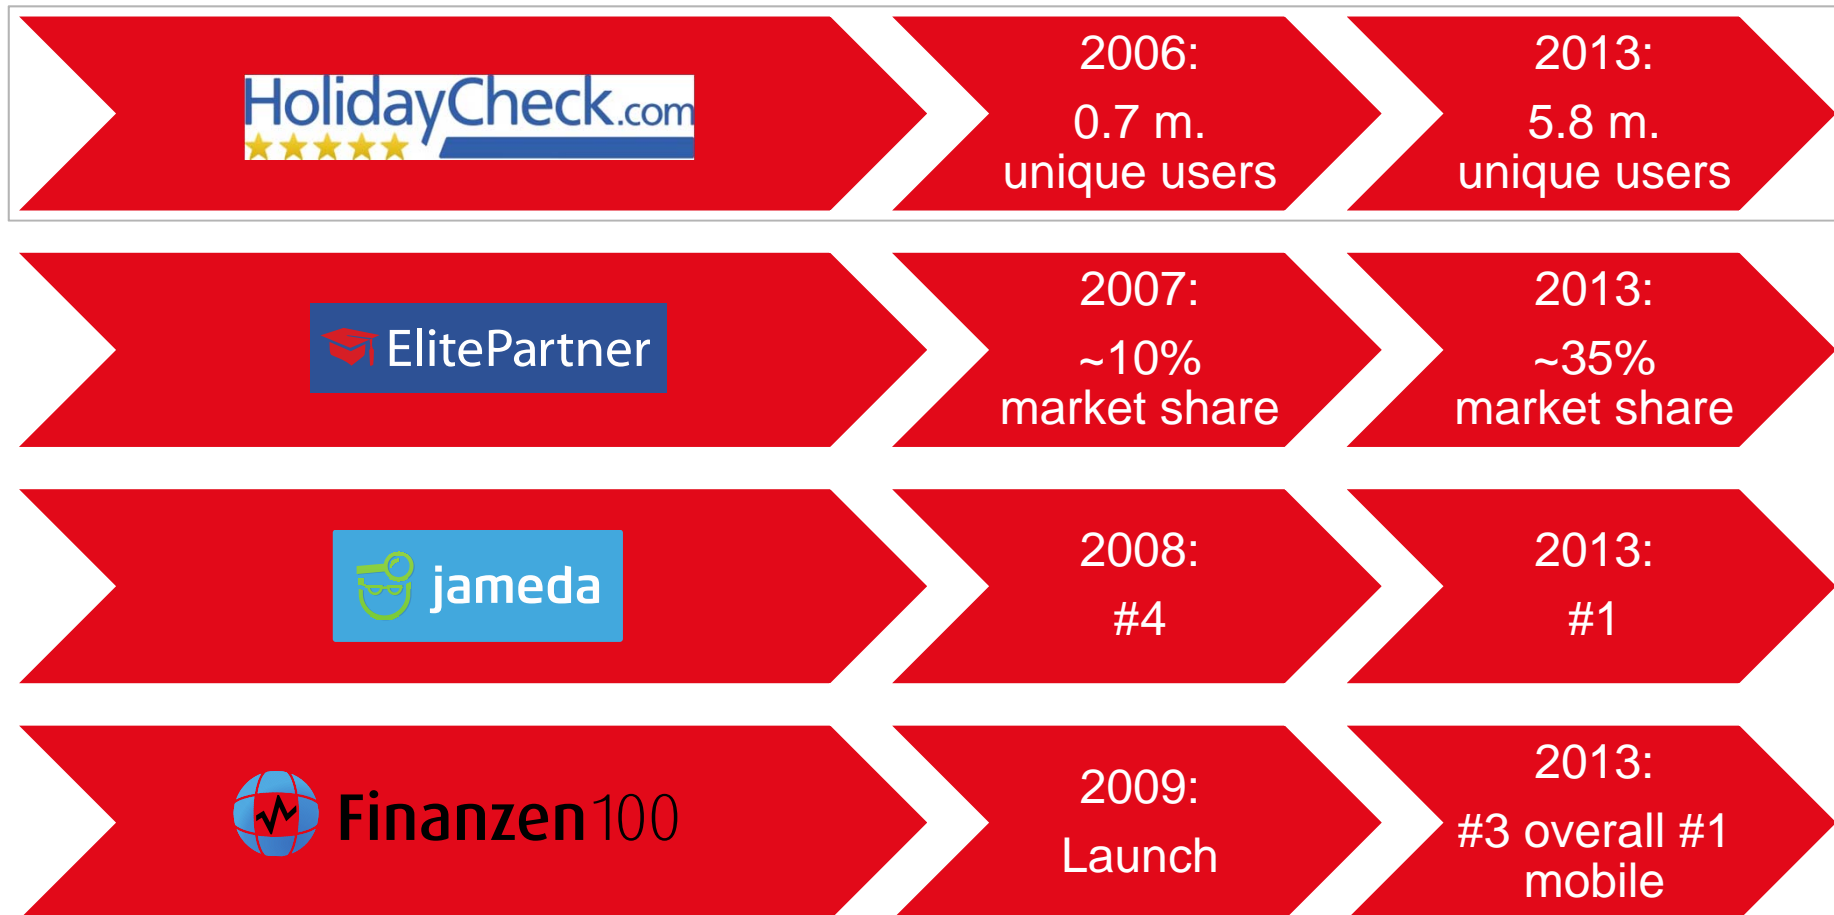 HolidayCheck.com
2006:
0.7 m.
unique users
2013:
5.8 m.
unique users
ElitePartner
2007:
~10%
market share
2013:
~35%
market share
jameda
2008:
#4
2013:
#1
Finanzen100
2009:
Launch
2013:
#3 overall #1
mobile